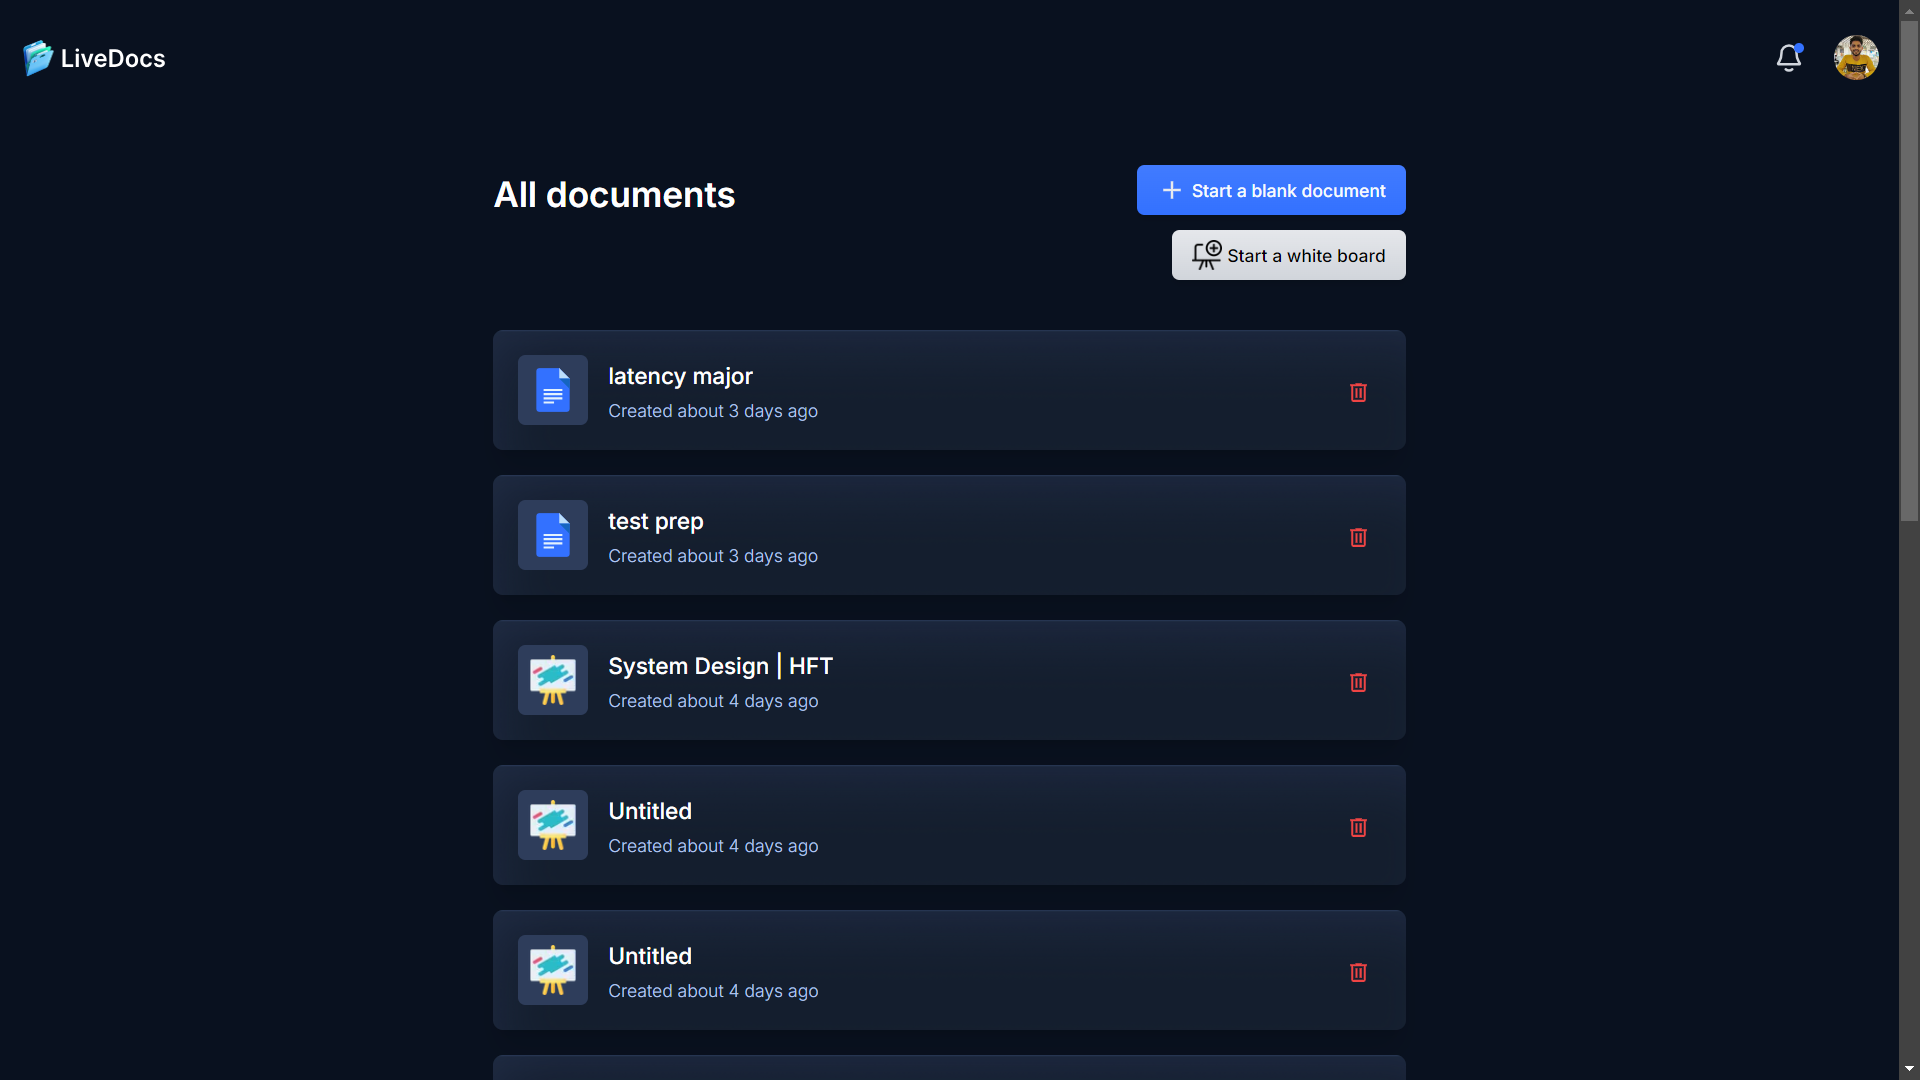 LiveDocs
All documents
Start a blank document
Start a white board
latency major
Created about 3 days ago
test prep
Created about 3 days ago
System Design | HFT
Created about 4 days ago
Untitled
Created about 4 days ago
Untitled
Created about 4 days ago